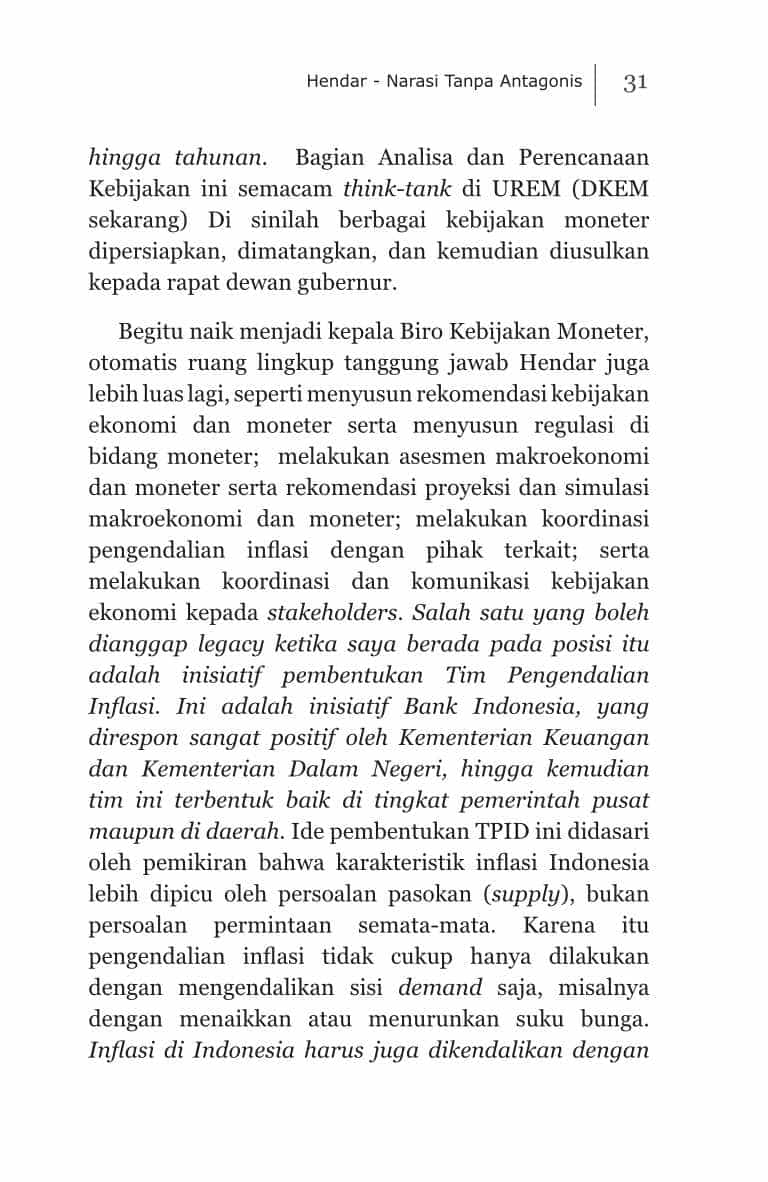 Hendar - Narasi Tanpa Antagonis 31
hingga tahunan. Bagian Analisa dan Perencanaan
Kebijakan ini semacam think-tank di UREM (DKEM
sekarang) Di sinilah berbagai kebijakan moneter
dipersiapkan, dimatangkan, dan kemudian diusulkan
kepada rapat dewan gubernur.
Begitu naik menjadi kepala Biro Kebijakan Moneter,
otomatis ruang lingkup tanggung jawab Hendar juga
lebih luas lagi, seperti menyusun rekomendasi kebijakan
ekonomi dan moneter serta menyusun regulasi di
bidang moneter; melakukan asesmen makroekonomi
dan moneter serta rekomendasi proyeksi dan simulasi
makroekonomi dan moneter; melakukan koordinasi
pengendalian inflasi dengan pihak terkait; serta
melakukan koordinasi dan komunikasi kebijakan
ekonomi kepada stakeholders. Salah satu yang boleh
dianggap legacy ketika saya berada pada posisi itu
adalah inisiatif pembentukan Tim Pengendalian
Inflasi. Ini adalah inisiatif Bank Indonesia, yang
direspon sangat positif oleh Kementerian Keuangan
dan Kementerian Dalam Negeri, hingga kemudian
tim ini terbentuk baik di tingkat pemerintah pusat
maupun di daerah. Ide pembentukan TPID ini didasari
oleh pemikiran bahwa karakteristik inflasi Indonesia
lebih dipicu oleh persoalan pasokan (supply), bukan
persoalan permintaan semata-mata. Karena itu
pengendalian inflasi tidak cukup hanya dilakukan
dengan mengendalikan sisi demand saja, misalnya
dengan menaikkan atau menurunkan suku bunga.
Inflasi di Indonesia harus juga dikendalikan dengan